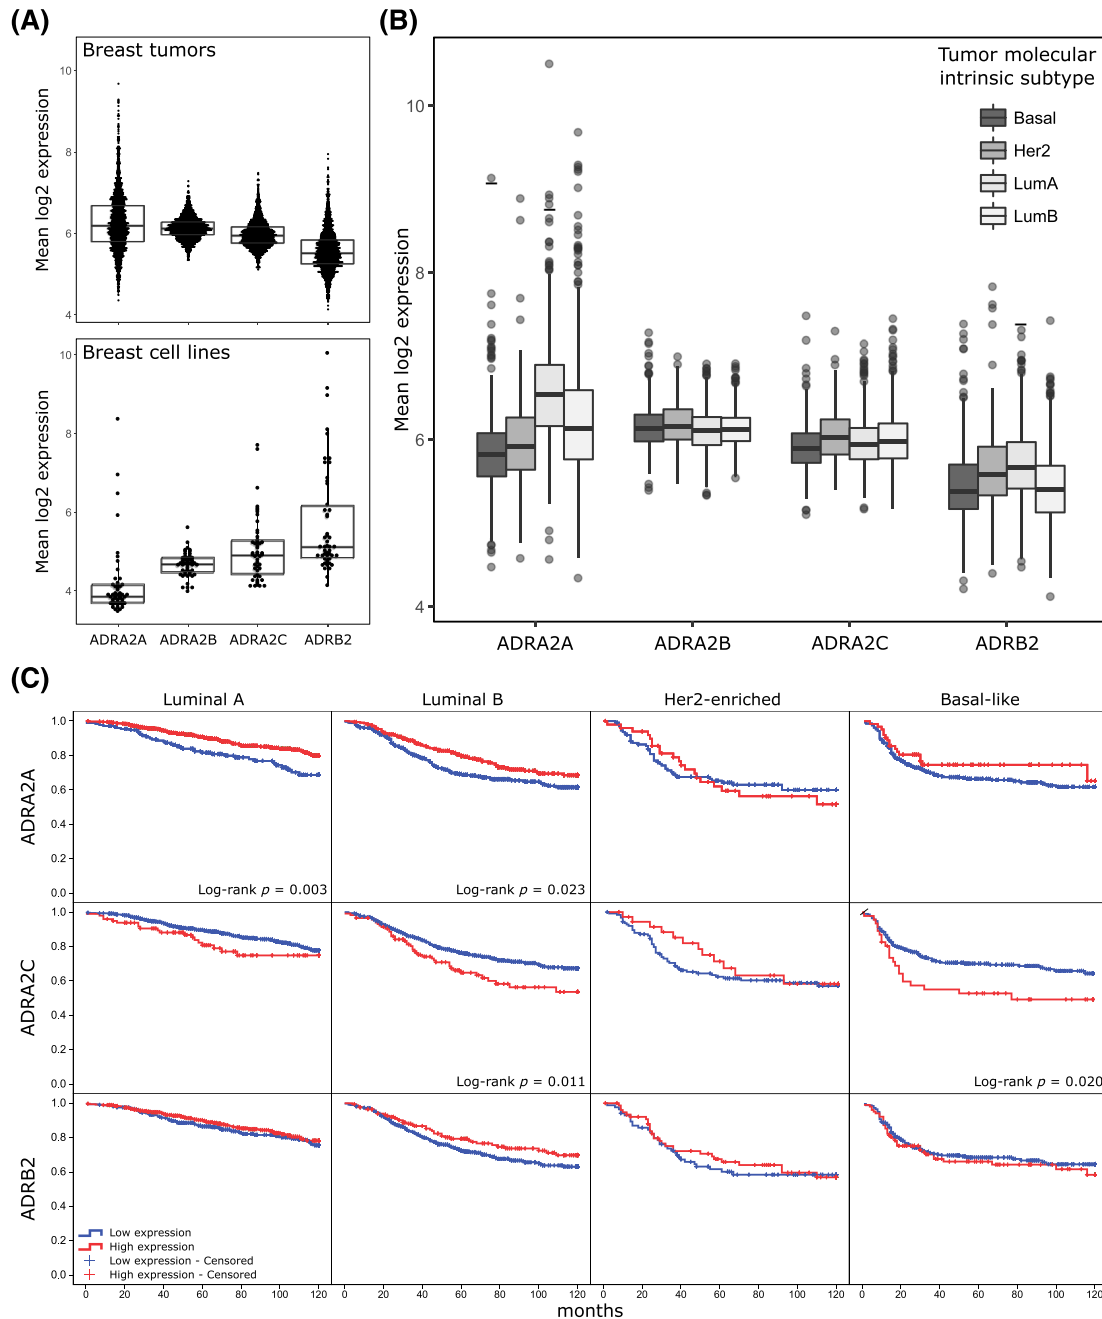 (A)
Breast tumors
Mean log2 expression
10
8
6
4
Breast cell lines
Mean log2 expression
10
8
6
4
ADRA2A ADRA2B ADRA2C ADRB2
(B)
Tumor molecular
intrinsic subtype
Basal
Her2
LumA
LumB
Mean log2 expression
10
8
6
4
ADRA2A ADRA2B ADRA2C ADRB2
(C)
Luminal A Luminal B Her2-enriched Basal-like
ADRA2A
1.0
0.8
0.6
0.4
0.2
0.0
Log-rank p = 0.003
Log-rank p = 0.023
ADRA2C
1.0
0.8
0.6
0.4
0.2
0.0
Log-rank p = 0.011
Log-rank p = 0.020
ADRB2
1.0
0.8
0.6
0.4
0.2
0.0
Low expression
High expression
Low expression - Censored
High expression - Censored
0 20 40 60 80 100 120 0 20 40 60 80 100 120 0 20 40 60 80 100 120 0 20 40 60 80 100 120
months